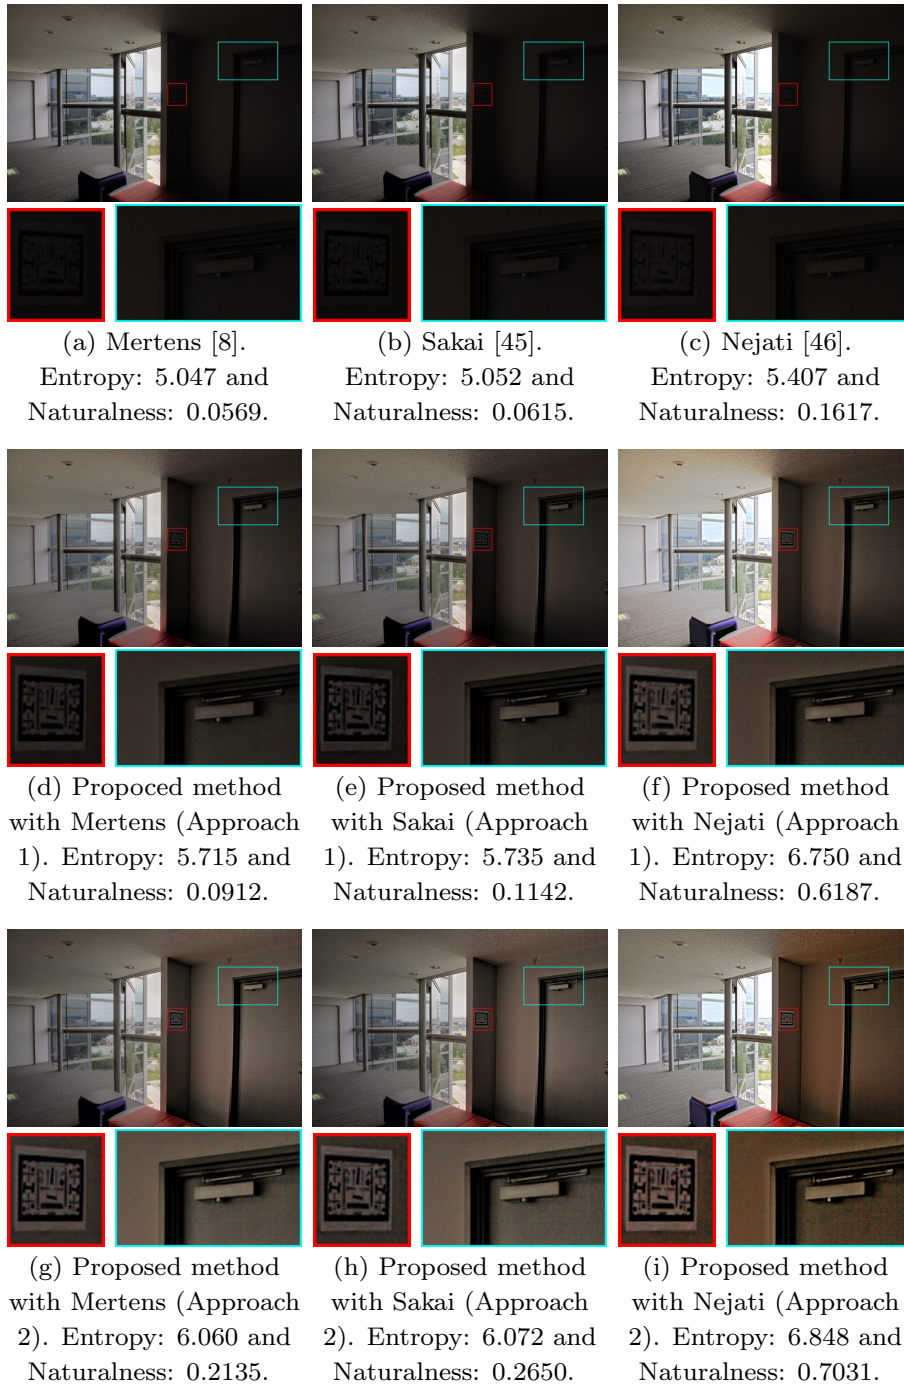 (a) Mertens [8].
Entropy: 5.047 and
Naturalness: 0.0569.
(b) Sakai [45].
Entropy: 5.052 and
Naturalness: 0.0615.
(c) Nejati [46].
Entropy: 5.407 and
Naturalness: 0.1617.
(d) Propoced method
with Mertens (Approach
1). Entropy: 5.715 and
Naturalness: 0.0912.
(e) Proposed method
with Sakai (Approach
1). Entropy: 5.735 and
Naturalness: 0.1142.
(f) Proposed method
with Nejati (Approach
1). Entropy: 6.750 and
Naturalness: 0.6187.
(g) Proposed method
with Mertens (Approach
2). Entropy: 6.060 and
Naturalness: 0.2135.
(h) Proposed method
with Sakai (Approach
2). Entropy: 6.072 and
Naturalness: 0.2650.
(i) Proposed method
with Nejati (Approach
2). Entropy: 6.848 and
Naturalness: 0.7031.